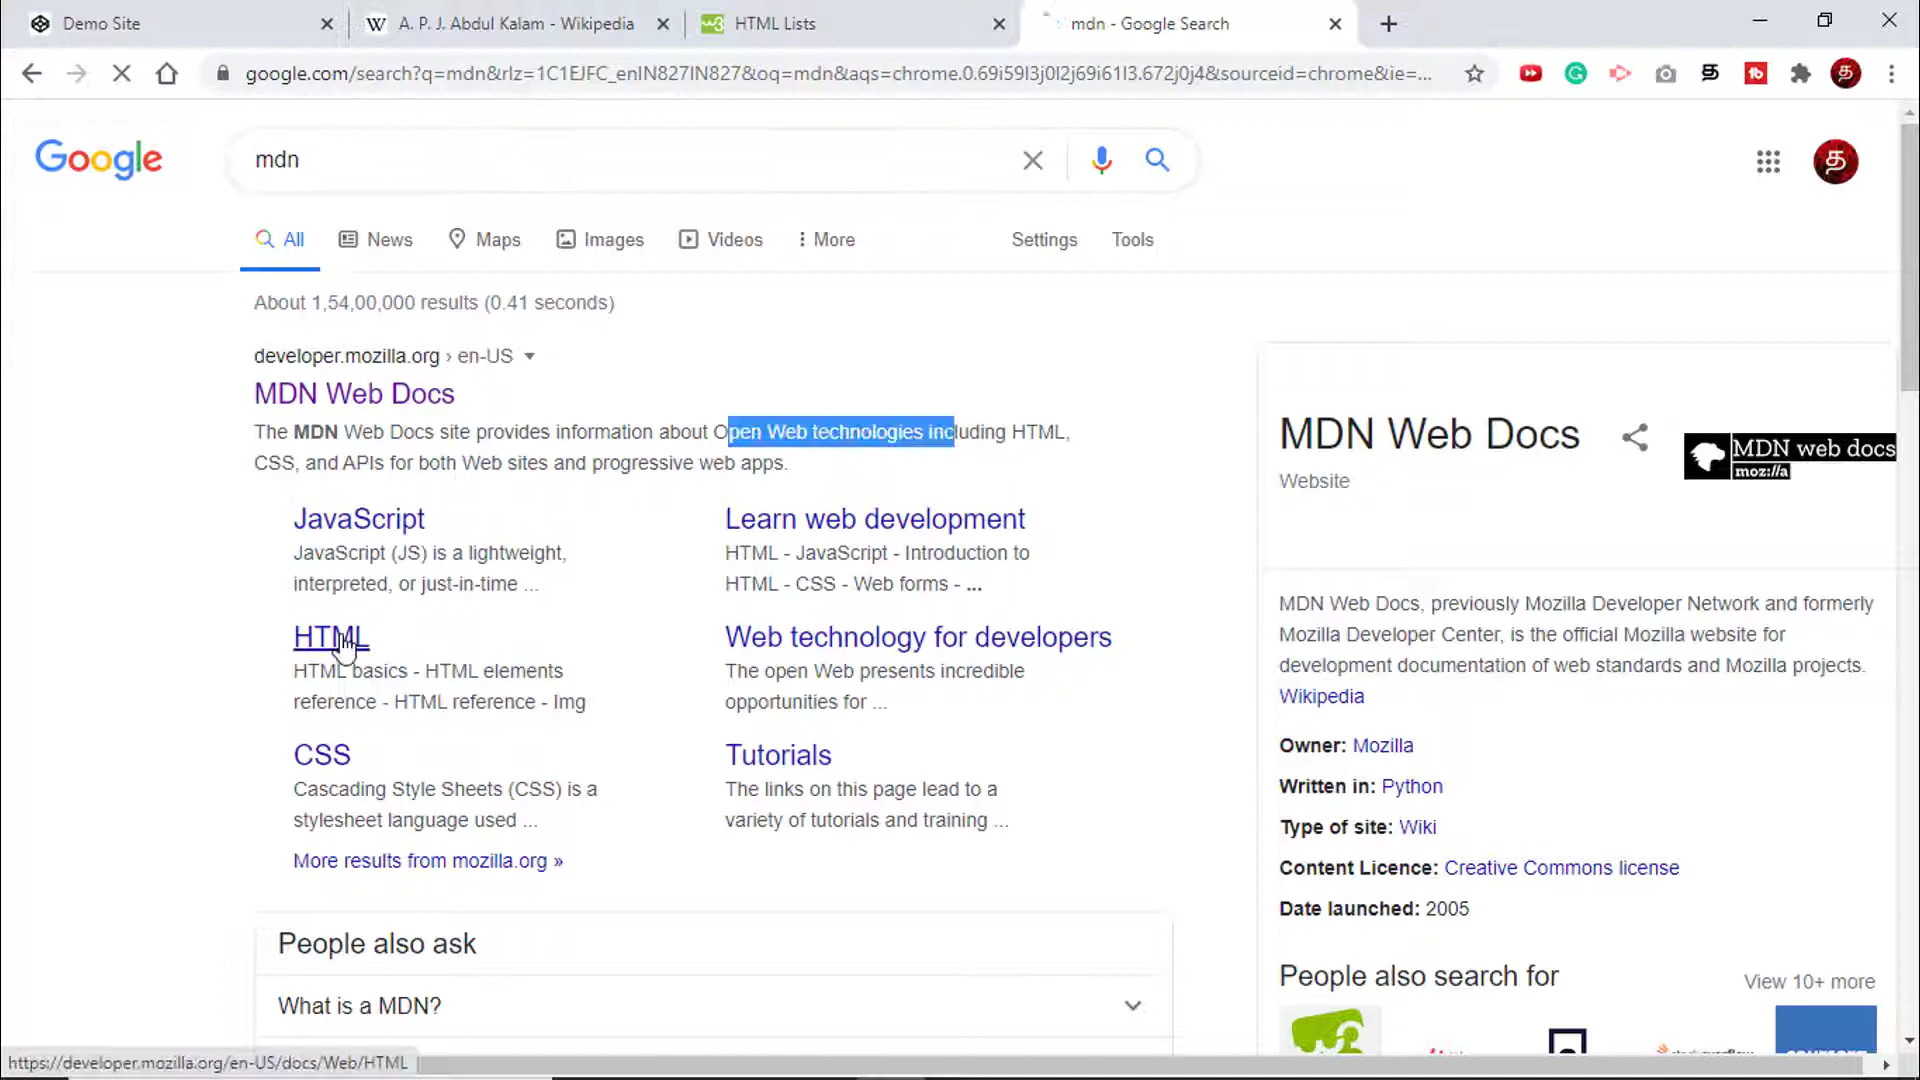 Demo Site
A. P. J. Abdul Kalam - Wikipedia
HTML Lists
mdn - Google Search
google.com/search?q=mdn&rlz=1C1EJFC_enIN827IN827&oq=mdn&aqs=chrome.0.69i59l3j0l2j69i61l3.672j0j4&sourceid=chrome&ie=...
Google
mdn
த
All
News
Maps
Images
Videos
More
Settings
Tools
About 1,54,00,000 results (0.41 seconds)
developer.mozilla.org › en-US
MDN Web Docs
The MDN Web Docs site provides information about Open Web technologies including HTML,
CSS, and APIs for both Web sites and progressive web apps.
JavaScript
JavaScript (JS) is a lightweight,
interpreted, or just-in-time ...
Learn web development
HTML - JavaScript - Introduction to
HTML - CSS - Web forms - ...
HTML
HTML basics - HTML elements
reference - HTML reference - Img
Web technology for developers
The open Web presents incredible
opportunities for ...
CSS
Cascading Style Sheets (CSS) is a
stylesheet language used ...
Tutorials
The links on this page lead to a
variety of tutorials and training ...
More results from mozilla.org »
People also ask
What is a MDN?
MDN Web Docs
Website
MDN web docs
moz://a
MDN Web Docs, previously Mozilla Developer Network and formerly
Mozilla Developer Center, is the official Mozilla website for
development documentation of web standards and Mozilla projects.
Wikipedia
Owner: Mozilla
Written in: Python
Type of site: Wiki
Content Licence: Creative Commons license
Date launched: 2005
People also search for
View 10+ more
https://developer.mozilla.org/en-US/docs/Web/HTML